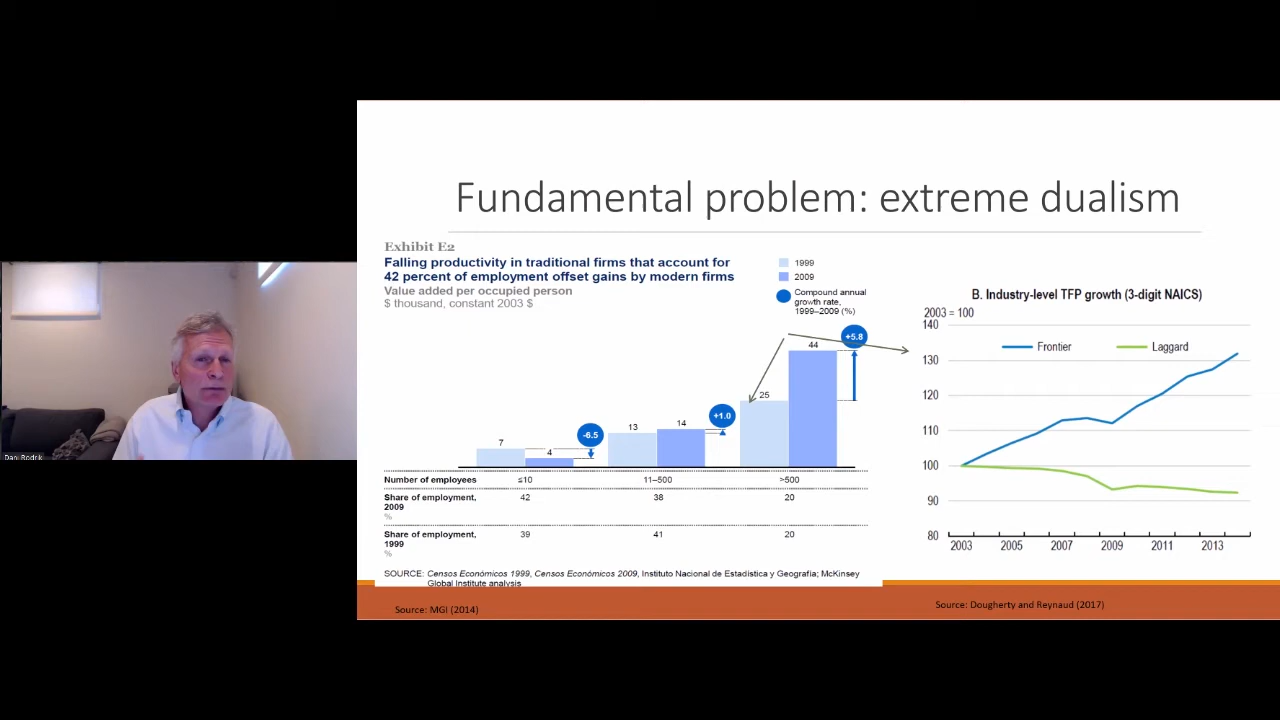 Fundamental problem: extreme dualism
Exhibit E2
Falling productivity in traditional firms that account for
42 percent of employment offset gains by modern firms
Value added per occupied person
$ thousand, constant 2003 $
1999
2009
Compound annual
growth rate,
1999–2009 (%)
7
4
-6.5
13
14
+1.0
25
44
+5.8
Number of employees ≤10 11–500 >500
Share of employment, 42 38 20
2009
%
Share of employment, 39 41 20
1999
%
SOURCE: Censos Económicos 1999, Censos Económicos 2009, Instituto Nacional de Estadística y Geografía; McKinsey
Global Institute analysis
Source: MGI (2014)
B. Industry-level TFP growth (3-digit NAICS)
2003 = 100
140
130
120
110
100
90
80
Frontier Laggard
2003 2005 2007 2009 2011 2013
Source: Dougherty and Reynaud (2017)
Dani Rodrik